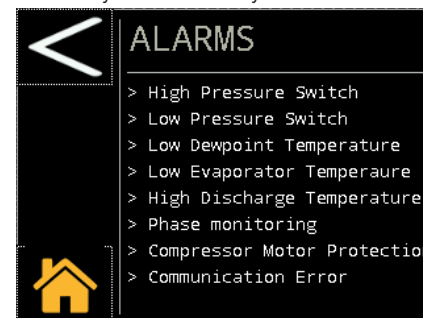 ALARMS
> High Pressure Switch
> Low Pressure Switch
> Low Dewpoint Temperature
> Low Evaporator Temperaure
> High Discharge Temperature
> Phase monitoring
> Compressor Motor Protectio
> Communication Error